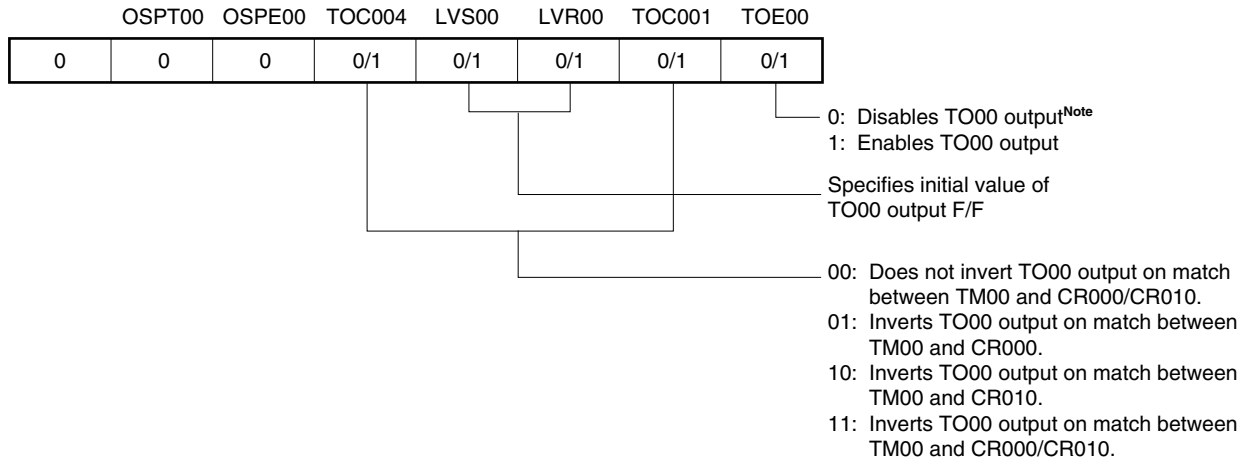 OSPT00 OSPE00 TOC004 LVS00 LVR00 TOC001 TOE00
0 0 0 0/1 0/1 0/1 0/1 0/1
0: Disables TO00 outputNote
1: Enables TO00 output
Specifies initial value of
TO00 output F/F
00: Does not invert TO00 output on match
between TM00 and CR000/CR010.
01: Inverts TO00 output on match between
TM00 and CR000.
10: Inverts TO00 output on match between
TM00 and CR010.
11: Inverts TO00 output on match between
TM00 and CR000/CR010.